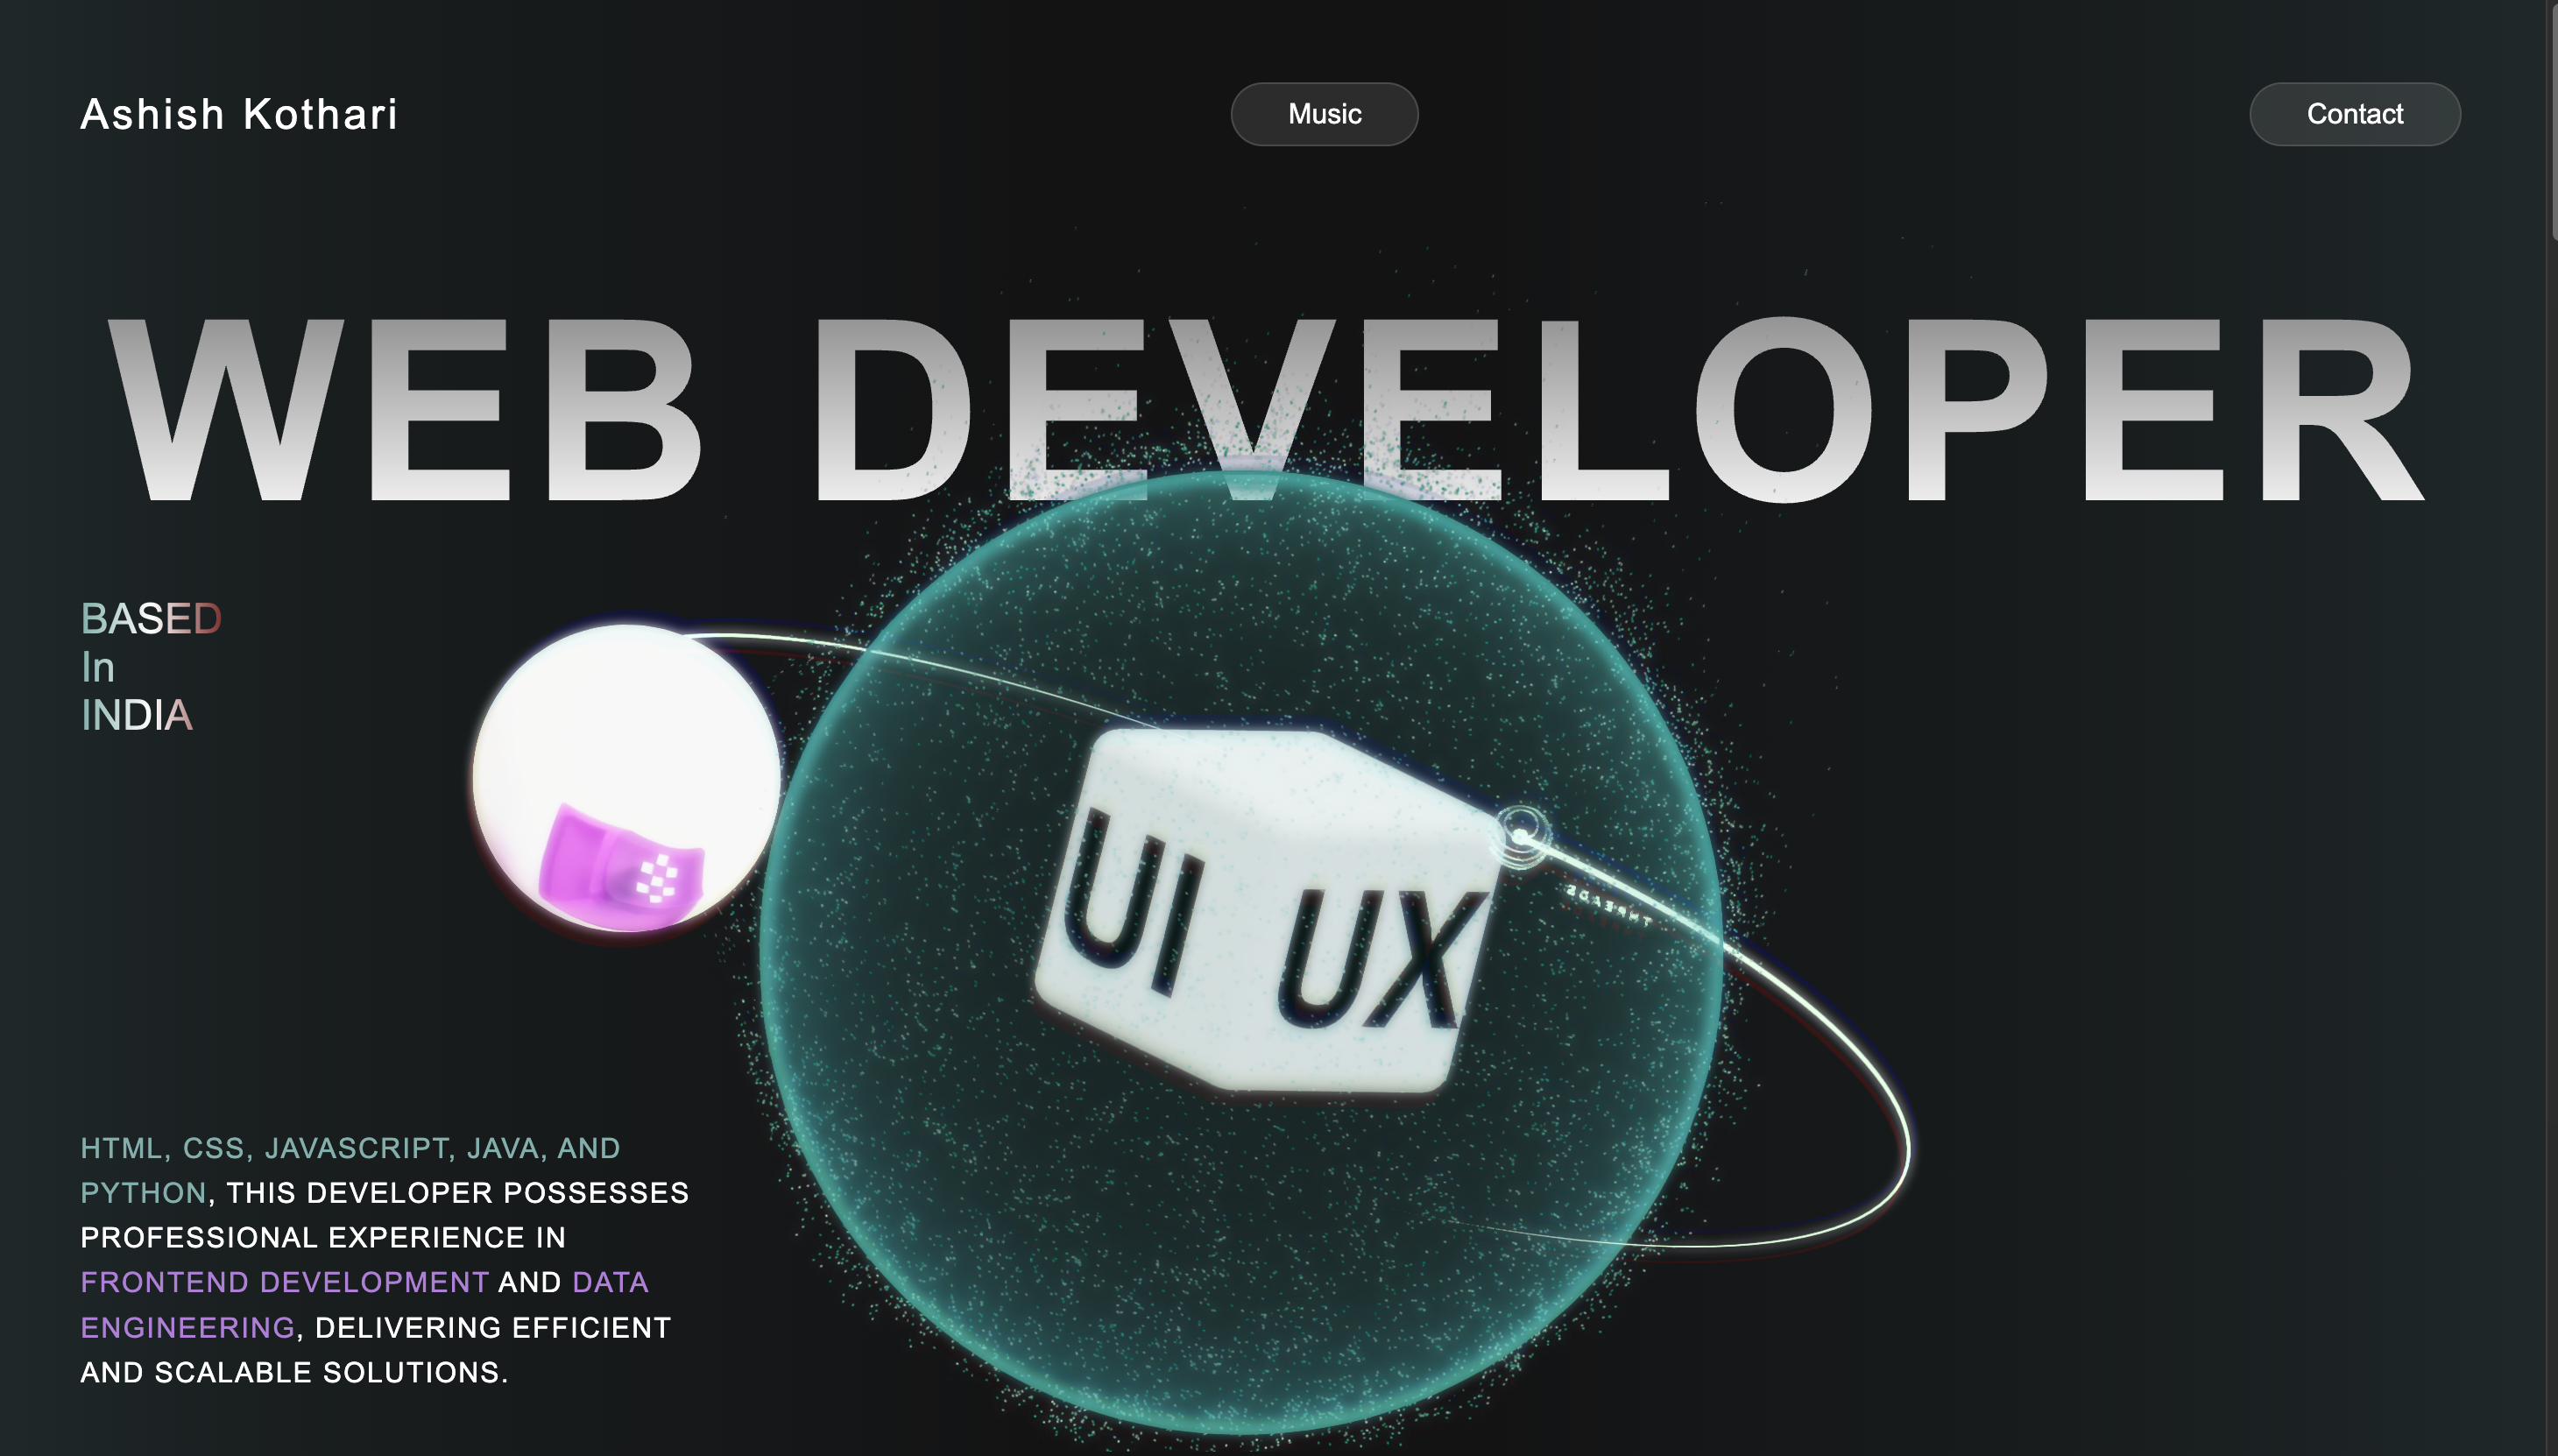 Ashish Kothari
Music
Contact
WEB DEVELOPER
BASED
In
INDIA
UI UX
THREADS
HTML, CSS, JAVASCRIPT, JAVA, AND
PYTHON, THIS DEVELOPER POSSESSES
PROFESSIONAL EXPERIENCE IN
FRONTEND DEVELOPMENT AND DATA
ENGINEERING, DELIVERING EFFICIENT
AND SCALABLE SOLUTIONS.